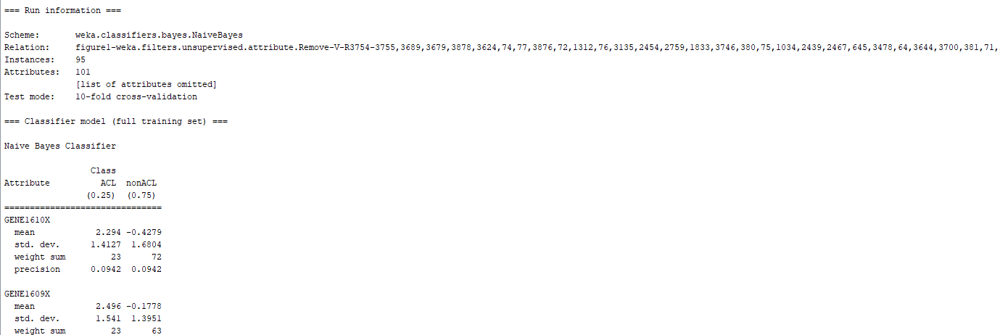 === Run information ===
Scheme: weka.classifiers.bayes.NaiveBayes
Relation: figure1-weka.filters.unsupervised.attribute.Remove-V-R3754-3755,3689,3679,3878,3624,74,77,3876,72,1312,76,3135,2454,2759,1833,3746,380,75,1034,2439,2467,645,3478,64,3644,3700,381,71,
Instances: 95
Attributes: 101
[list of attributes omitted]
Test mode: 10-fold cross-validation
=== Classifier model (full training set) ===
Naive Bayes Classifier
Class
Attribute ACL nonACL
(0.25) (0.75)
===============================
GENE1610X
mean 2.294 -0.4279
std. dev. 1.4127 1.6804
weight sum 23 72
precision 0.0942 0.0942
GENE1609X
mean 2.496 -0.1778
std. dev. 1.541 1.3951
weight sum 23 63